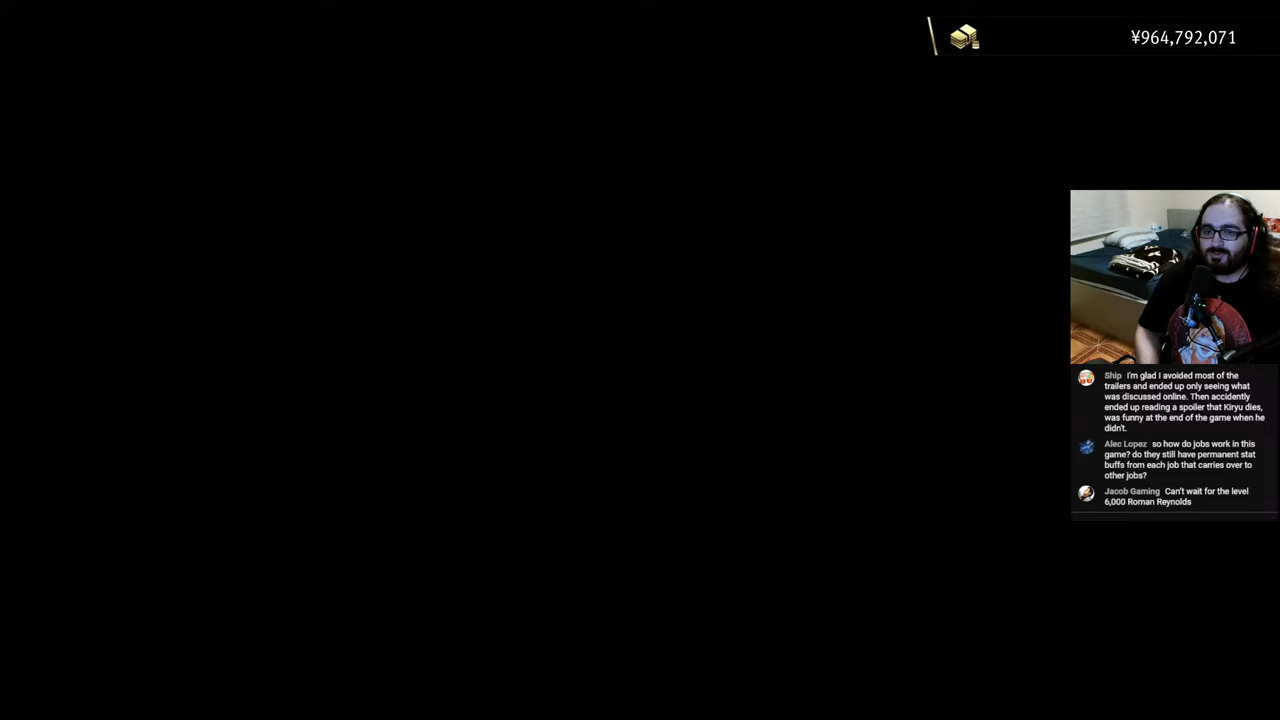 ¥964,792,071
Ship I'm glad I avoided most of the
trailers and ended up only seeing what
was discussed online. Then accidently
ended up reading a spoiler that Kiryu dies,
was funny at the end of the game when he
didn't.
Alec Lopez so how do jobs work in this
game? do they still have permanent stat
buffs from each job that carries over to
other jobs?
Jacob Gaming Can't wait for the level
6,000 Roman Reynolds